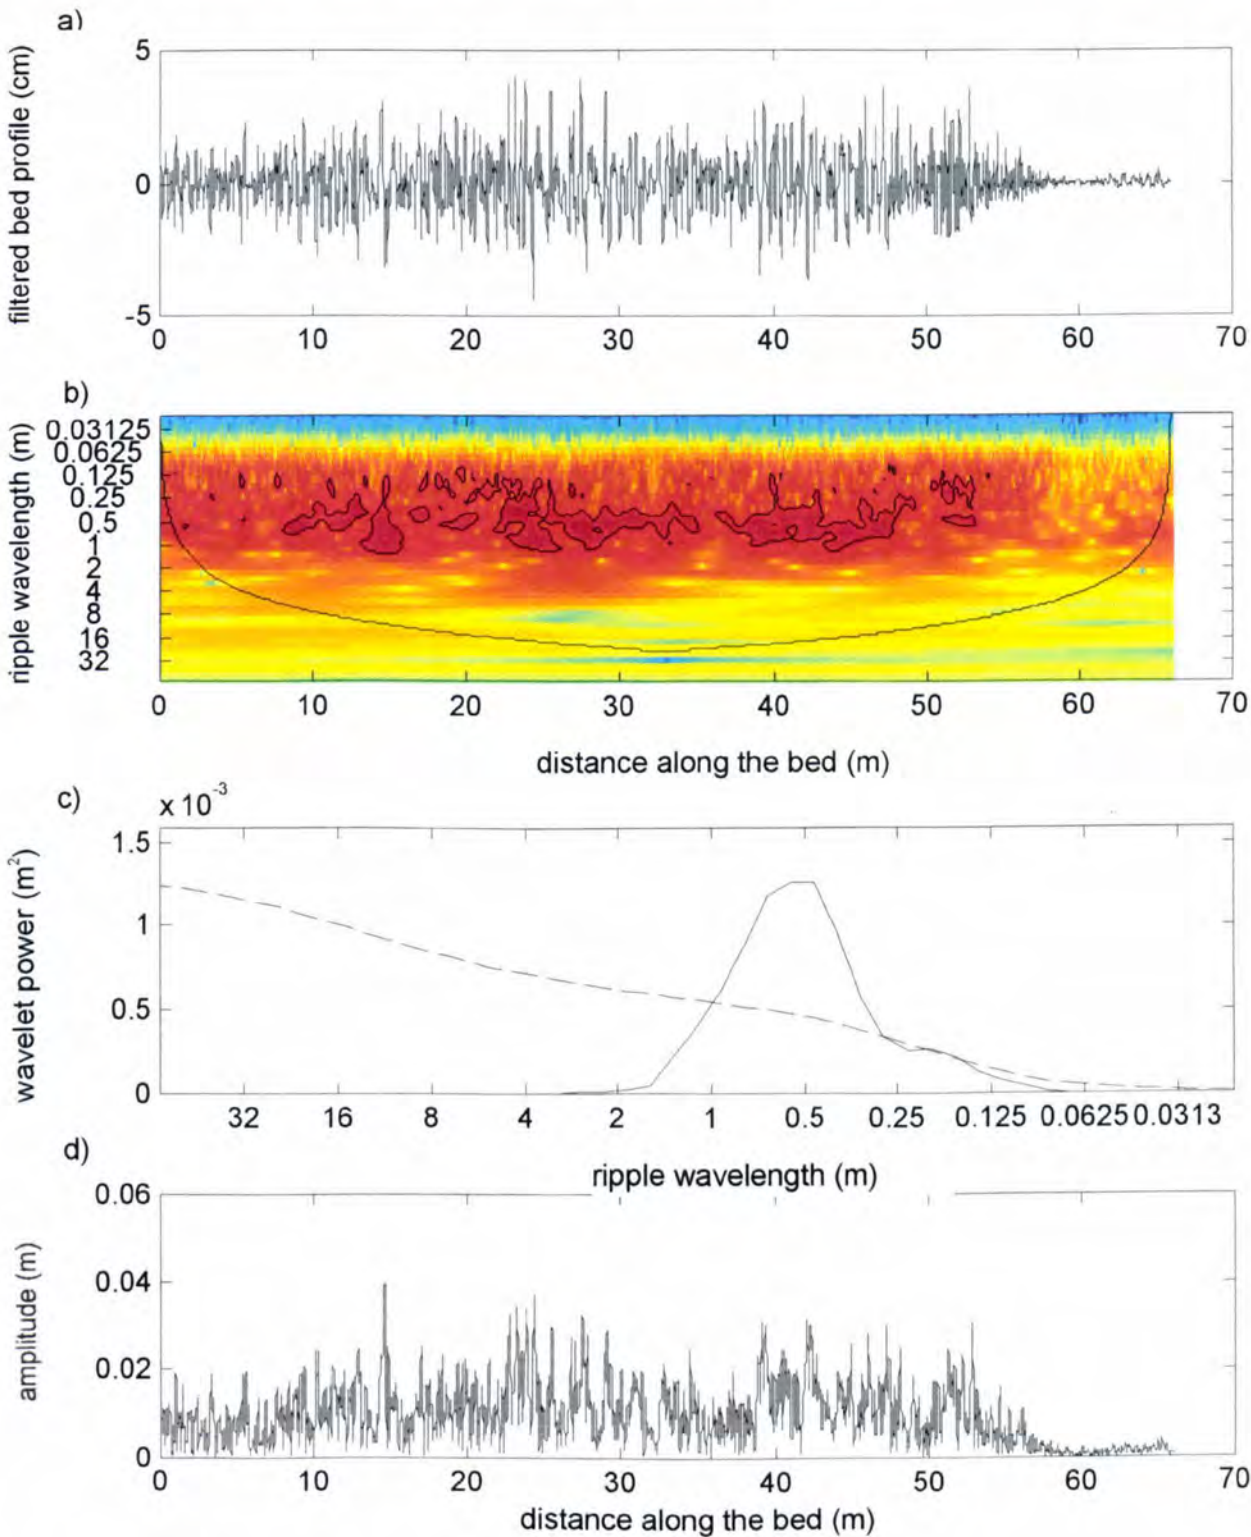 a)
filtered bed profile (cm)
5
0
-5
0 10 20 30 40 50 60 70
b)
ripple wavelength (m)
0.03125
0.0625
0.125
0.25
0.5
1
2
4
8
16
32
0 10 20 30 40 50 60 70
distance along the bed (m)
c)
x 10-3
wavelet power (m2)
1.5
1
0.5
0
32 16 8 4 2 1 0.5 0.25 0.125 0.0625 0.0313
ripple wavelength (m)
d)
amplitude (m)
0.06
0.04
0.02
0
0 10 20 30 40 50 60 70
distance along the bed (m)